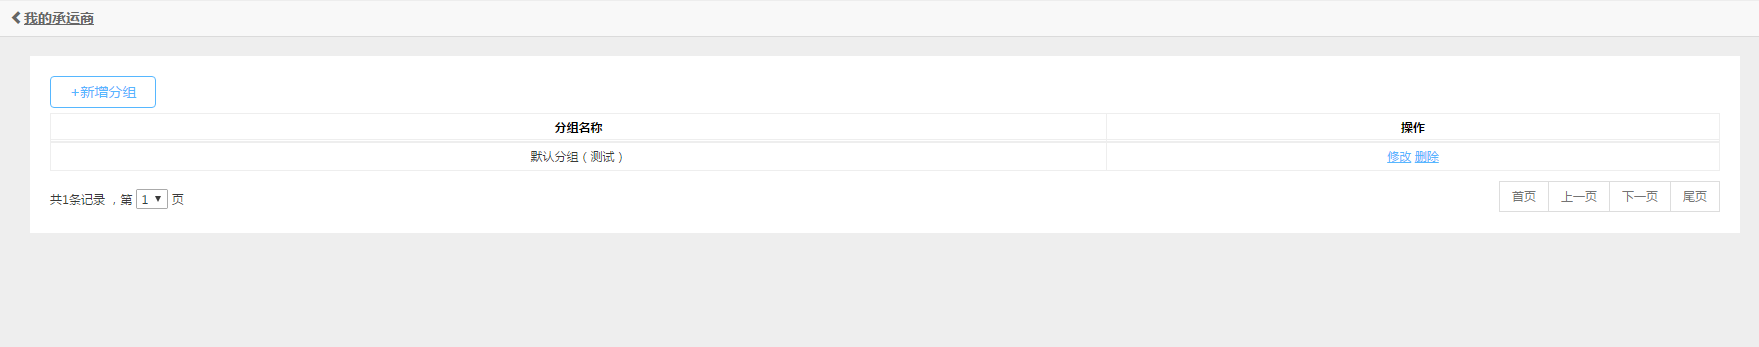 我的承运商
+新增分组
分组名称 操作
默认分组（测试） 修改 删除
共1条记录 ，第 1 页 首页 上一页 下一页 尾页